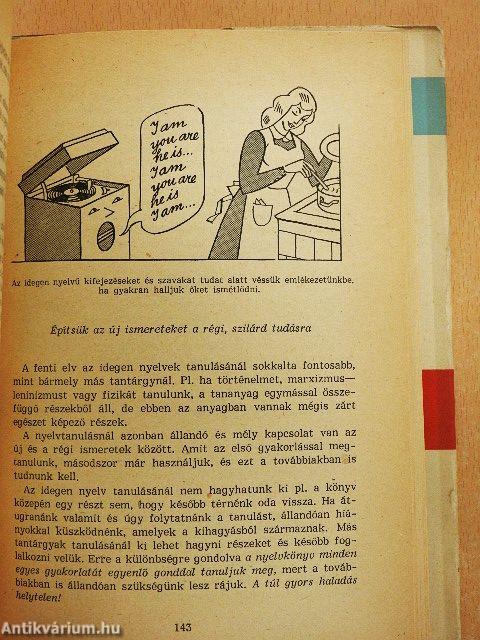 I am
you are
he is...
I am
you are
he is
I am...
Az idegen nyelvű kifejezéseket és szavakat tudat alatt véssük emlékezetünkbe,
ha gyakran halljuk őket ismétlődni.
Építsük az új ismereteket a régi, szilárd tudásra
A fenti elv az idegen nyelvek tanulásánál sokkalta fontosabb,
mint bármely más tantárgynál. Pl. ha történelmet, marxizmus—
leninizmust vagy fizikát tanulunk, a tananyag egymással össze-
függő részekből áll, de ebben az anyagban vannak mégis zárt
egészet képező részek.
A nyelvtanulásnál azonban állandó és mély kapcsolat van az
új és a régi ismeretek között. Amit az első gyakorlással meg-
tanulunk, másodszor már használjuk, és ezt a továbbiakban is
tudnunk kell.
Az idegen nyelv tanulásánál nem hagyhatunk ki pl. a könyv
közepén egy részt sem, hogy később térnénk oda vissza. Ha át-
ugranánk valamit és úgy folytatnánk a tanulást, állandóan hiá-
nyokkal küszködnénk, amelyek a kihagyásból származnak. Más
tantárgyak tanulásánál ki lehet hagyni részeket és később fog-
lalkozni velük. Erre a különbségre gondolva a nyelvkönyv minden
egyes gyakorlatát egyenlő gonddal tanuljuk meg, mert a továb-
biakban is állandóan szükségünk lesz rájuk. A túl gyors haladás
helytelen!
143
Antikvárium.hu